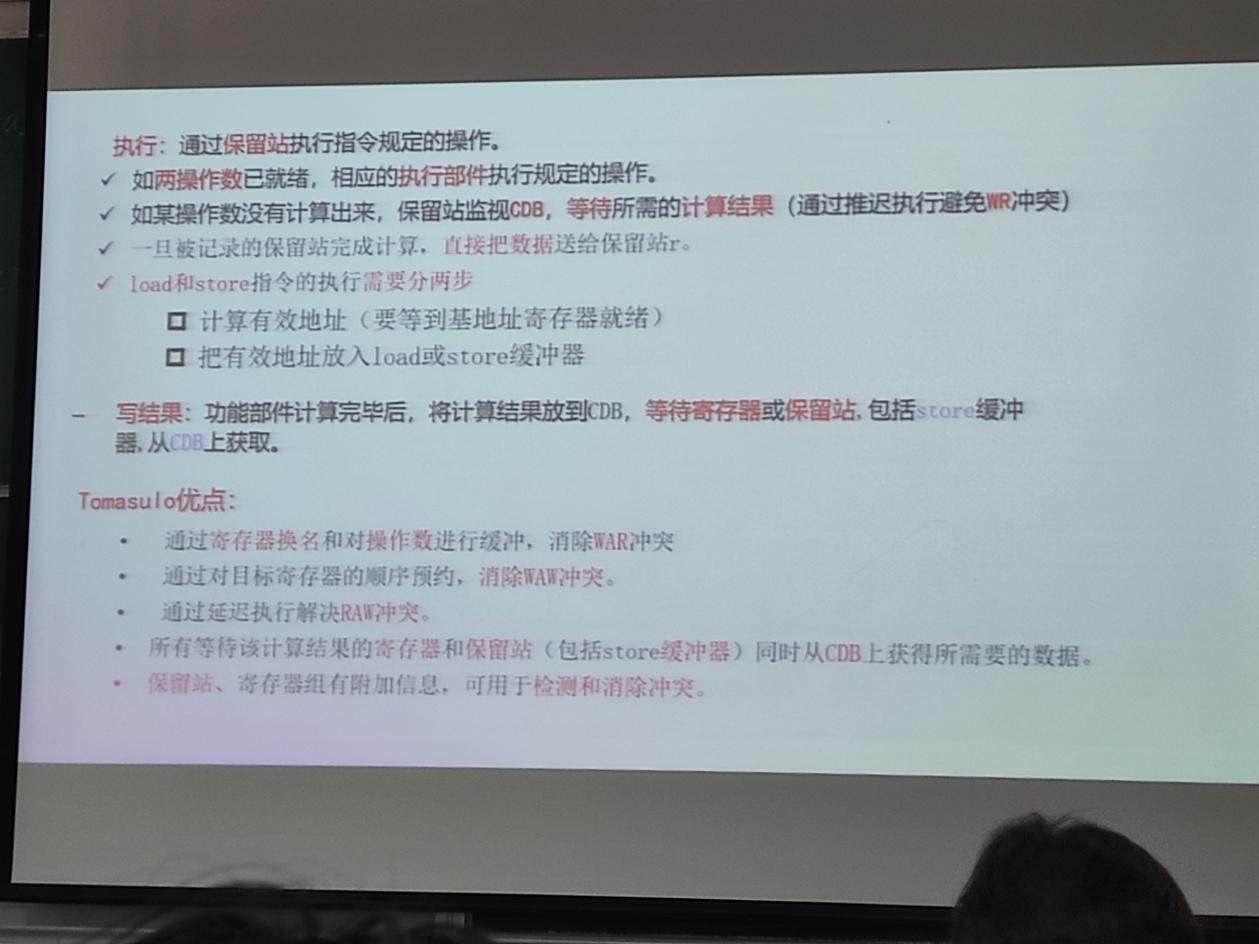 执行：通过保留站执行指令规定的操作。
✓ 如两操作数已就绪，相应的执行部件执行规定的操作。
✓ 如某操作数没有计算出来，保留站监视CDB，等待所需的计算结果（通过推迟执行避免WR冲突）
✓ 一旦被记录的保留站完成计算，直接把数据送给保留站r。
✓ load和store指令的执行需要分两步
计算有效地址（要等到基地址寄存器就绪）
把有效地址放入load或store缓冲器
– 写结果：功能部件计算完毕后，将计算结果放到CDB，等待寄存器或保留站,包括store缓冲
器,从CDB上获取。
Tomasulo优点：
• 通过寄存器换名和对操作数进行缓冲，消除WAR冲突
• 通过对目标寄存器的顺序预约，消除WAW冲突。
• 通过延迟执行解决RAW冲突。
• 所有等待该计算结果的寄存器和保留站（包括store缓冲器）同时从CDB上获得所需要的数据。
• 保留站、寄存器组有附加信息，可用于检测和消除冲突。